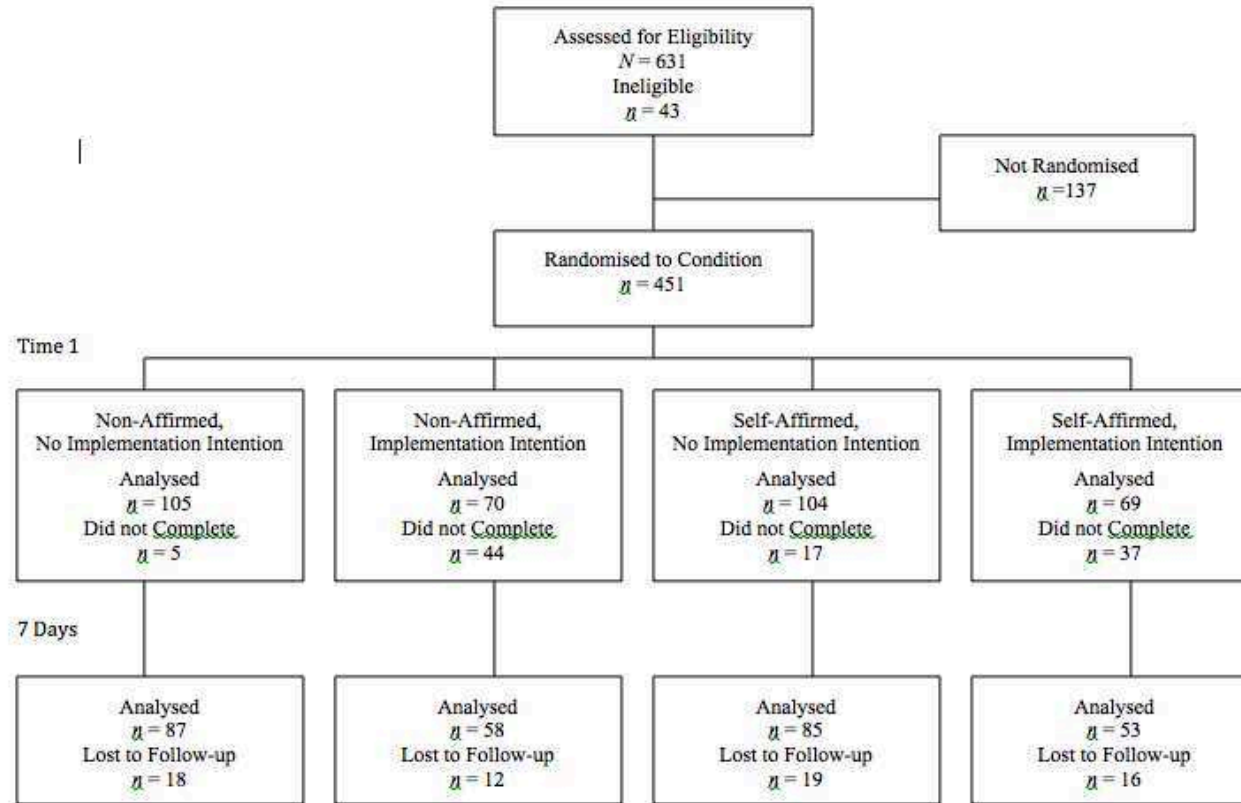 Assessed for Eligibility
N = 631
Ineligible
n = 43
Not Randomised
n =137
Randomised to Condition
n = 451
Time 1
Non-Affirmed,
No Implementation Intention
Analysed
n = 105
Did not Complete
n = 5
Non-Affirmed,
Implementation Intention
Analysed
n = 70
Did not Complete
n = 44
Self-Affirmed,
No Implementation Intention
Analysed
n = 104
Did not Complete
n = 17
Self-Affirmed,
Implementation Intention
Analysed
n = 69
Did not Complete
n = 37
7 Days
Analysed
n = 87
Lost to Follow-up
n = 18
Analysed
n = 58
Lost to Follow-up
n = 12
Analysed
n = 85
Lost to Follow-up
n = 19
Analysed
n = 53
Lost to Follow-up
n = 16